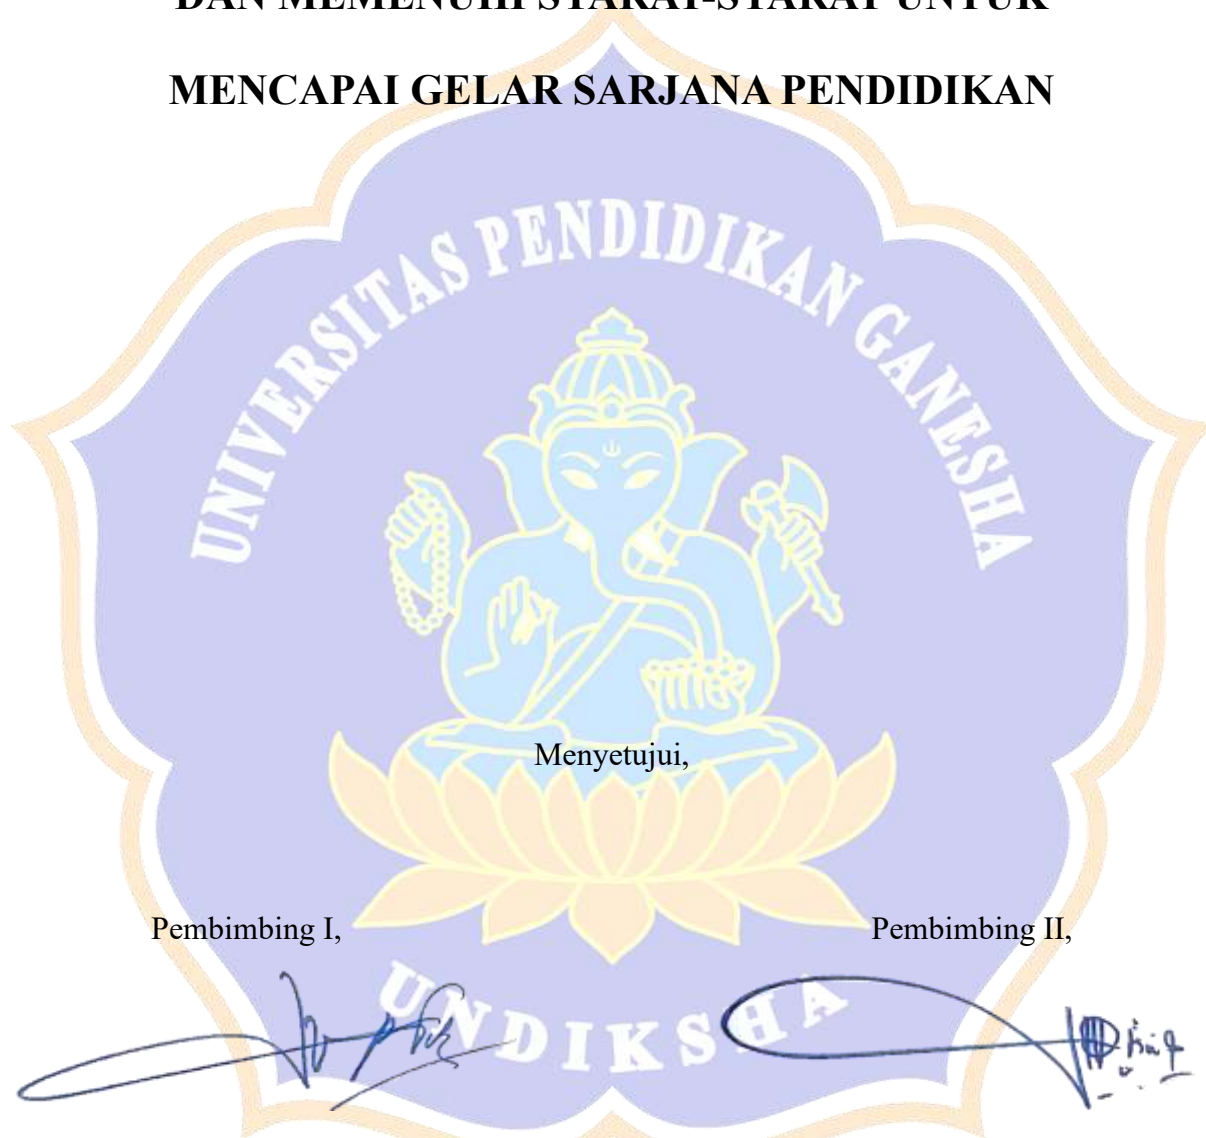 DAN MEMENUHI SYARAT-SYARAT UNTUK
MENCAPAI GELAR SARJANA PENDIDIKAN
UNIVERSITAS PENDIDIKAN GANESHA
Menyetujui,
Pembimbing I,
Pembimbing II,
UNDIKSHA